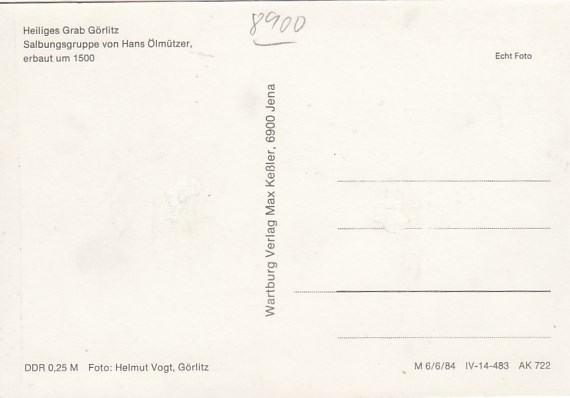 8900
Heiliges Grab Görlitz
Salbungsgruppe von Hans Ölmützer,
erbaut um 1500
Echt Foto
Wartburg Verlag Max Keßler, 6900 Jena
DDR 0,25 M Foto: Helmut Vogt, Görlitz
M 6/6/84 IV-14-483 AK 722